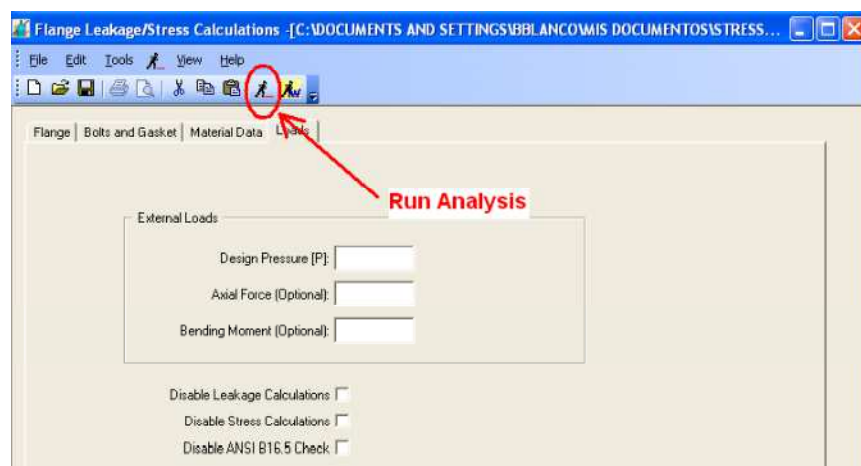 Flange Leakage/Stress Calculations -[C:\DOCUMENTS AND SETTINGS\BBLANCO\MIS DOCUMENTOS\STRESS...
File Edit Tools View Help
Flange Bolts and Gasket Material Data Loads
Run Analysis
External Loads
Design Pressure [P]:
Axial Force (Optional):
Bending Moment (Optional):
Disable Leakage Calculations
Disable Stress Calculations
Disable ANSI B16.5 Check